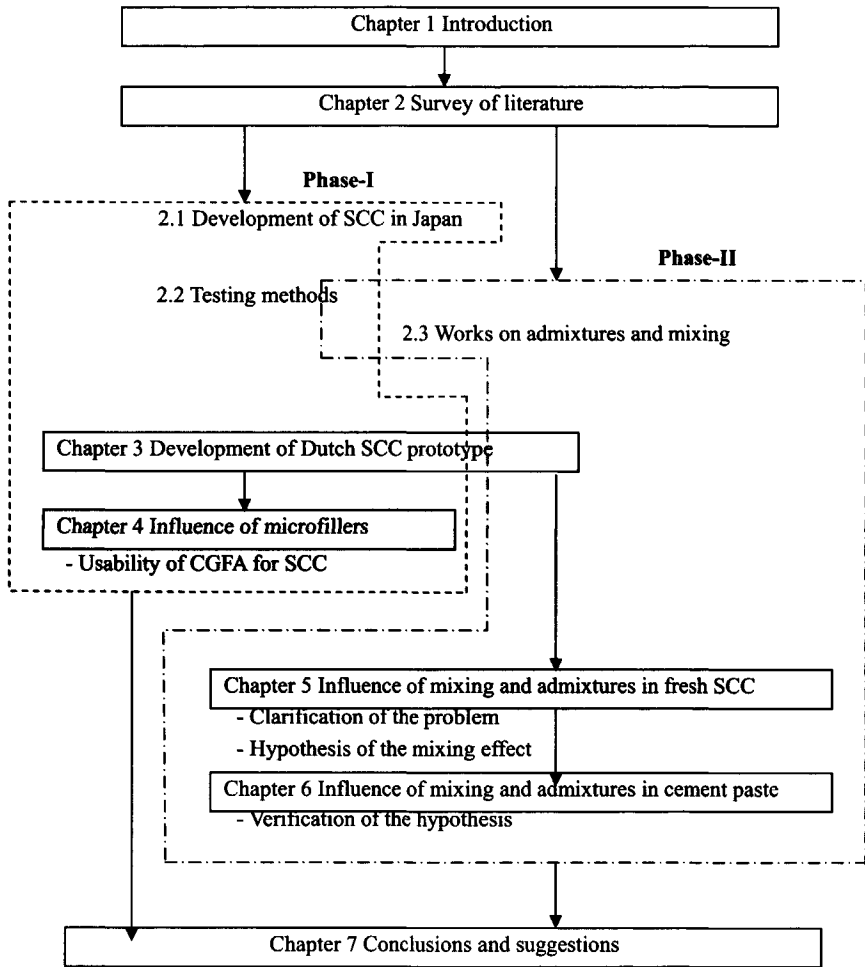 Chapter 1 Introduction
Chapter 2 Survey of literature
Phase-I
2.1 Development of SCC in Japan
Phase-II
2.2 Testing methods
2.3 Works on admixtures and mixing
Chapter 3 Development of Dutch SCC prototype
Chapter 4 Influence of microfillers
- Usability of CGFA for SCC
Chapter 5 Influence of mixing and admixtures in fresh SCC
- Clarification of the problem
- Hypothesis of the mixing effect
Chapter 6 Influence of mixing and admixtures in cement paste
- Verification of the hypothesis
Chapter 7 Conclusions and suggestions